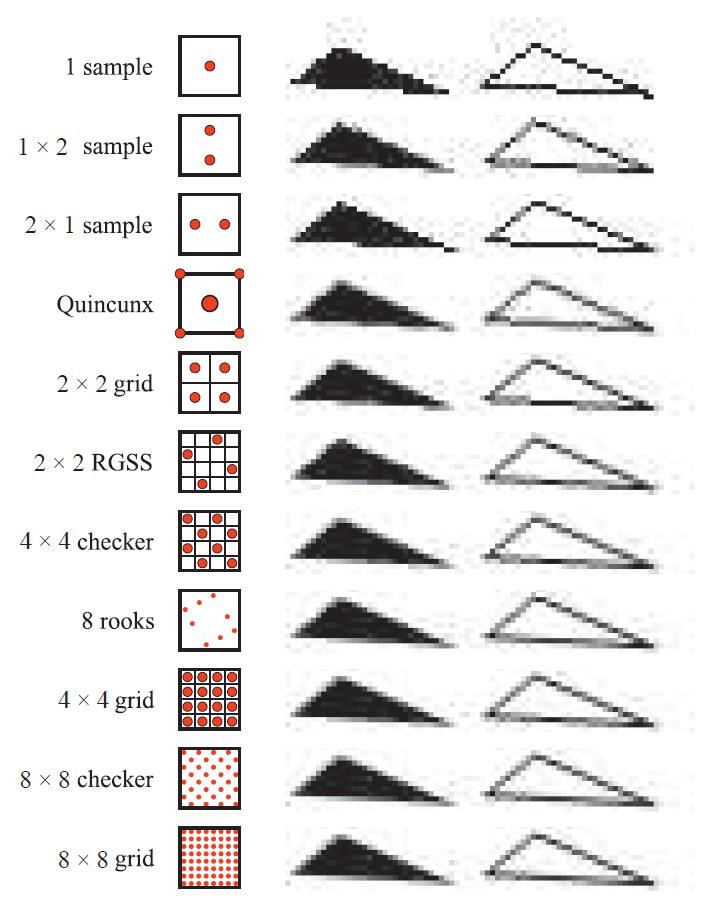 1 sample
1 × 2 sample
2 × 1 sample
Quincunx
2 × 2 grid
2 × 2 RGSS
4 × 4 checker
8 rooks
4 × 4 grid
8 × 8 checker
8 × 8 grid